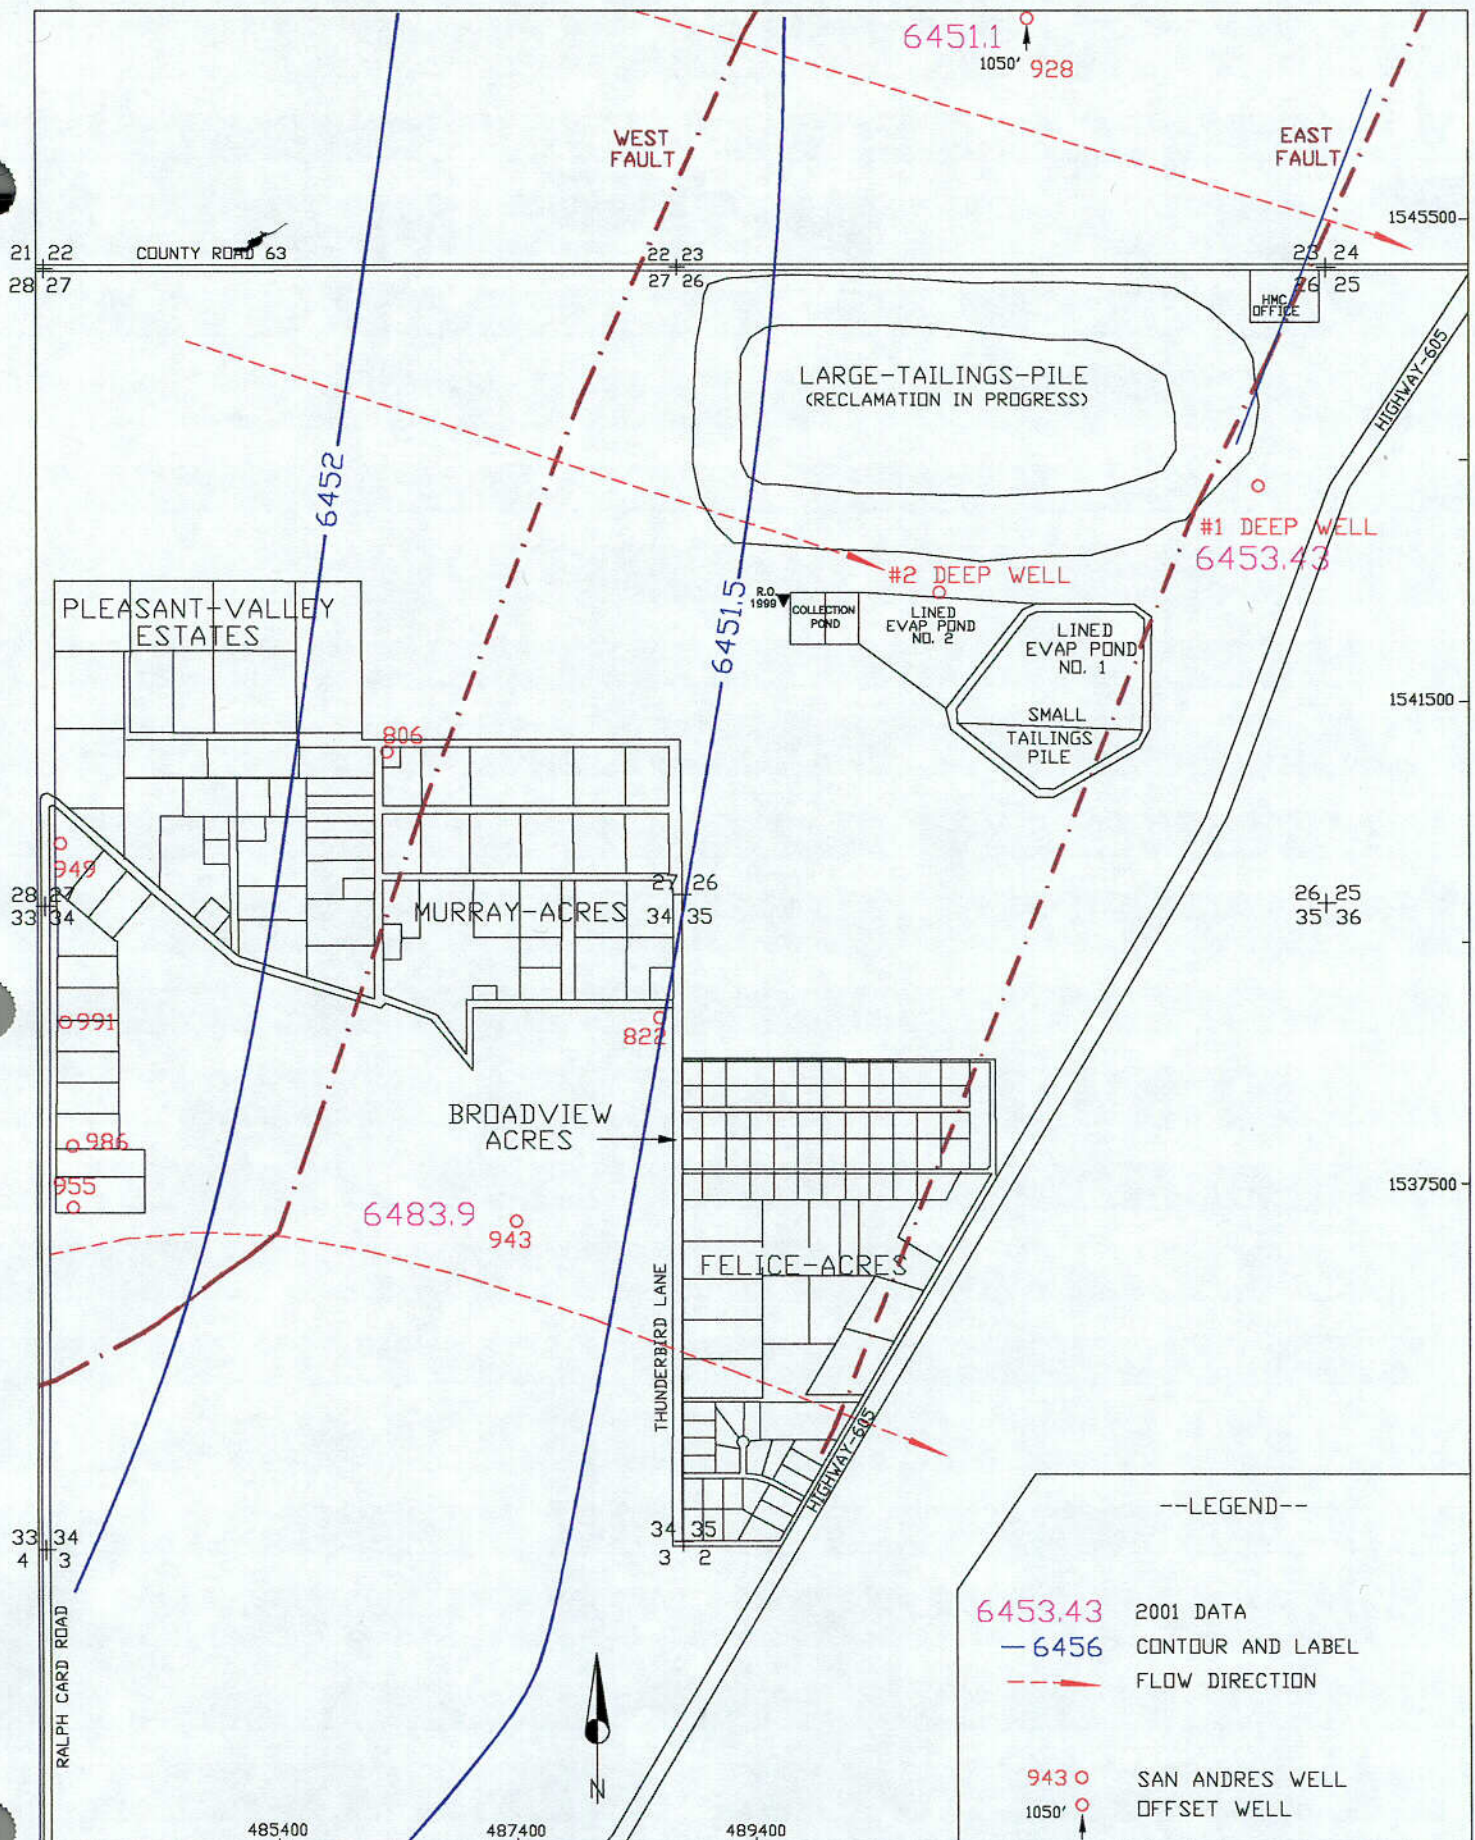 6451.1
1050' 928
WEST
FAULT
EAST
FAULT
1545500
21 22
COUNTY ROAD 63
22 23
23 24
28 27
27 26
26 25
HMC
OFFICE
LARGE-TAILINGS-PILE
(RECLAMATION IN PROGRESS)
HIGHWAY-605
6452
#1 DEEP WELL
6453.43
#2 DEEP WELL
6451.5
R.O.
1999
COLLECTION
POND
LINED
EVAP POND
NO. 2
LINED
EVAP POND
NO. 1
PLEASANT-VALLEY
ESTATES
1541500
SMALL
TAILINGS
PILE
806
949
28 27
33 34
27 26
34 35
26 25
35 36
MURRAY-ACRES
991
822
BROADVIEW
ACRES
986
955
1537500
6483.9
943
FELICE-ACRES
THUNDERBIRD LANE
HIGHWAY-605
33 34
4 3
34 35
3 2
RALPH CARD ROAD
N
485400
487400
489400
--LEGEND--
6453.43 2001 DATA
6456 CONTOUR AND LABEL
FLOW DIRECTION
943 SAN ANDRES WELL
1050' OFFSET WELL